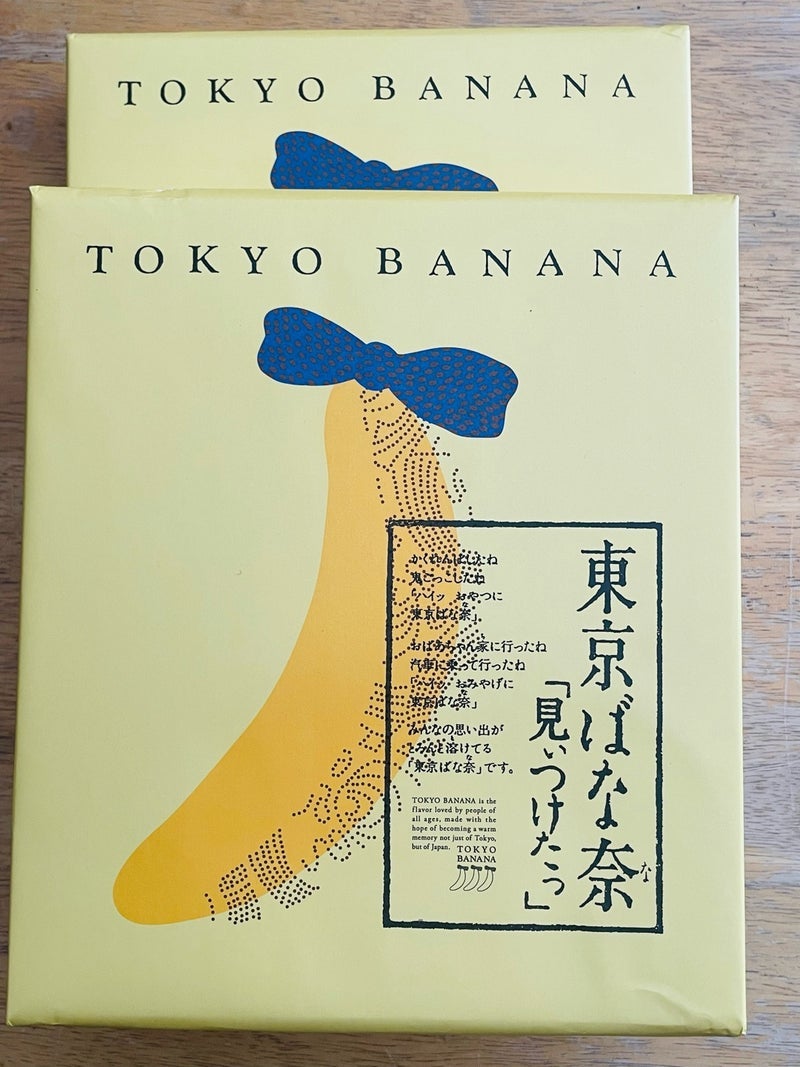 TOKYO BANANA
TOKYO BANANA
東京ばな奈
な
「見ぃつけたっ」
かくれんぼしたね
鬼ごっこしたね
「ハイッ おやつに
東京ばな奈」
な
おばあちゃん家に行ったね
汽車に乗って行ったね
「ハイッ おみやげに
東京ばな奈」
な
みんなの思い出が
とろんと溶けてる
「東京ばな奈」です。
な
TOKYO BANANA is the
flavor loved by people of
all ages, made with the
hope of becoming a warm
memory not just of Tokyo,
but of Japan.
TOKYO
BANANA